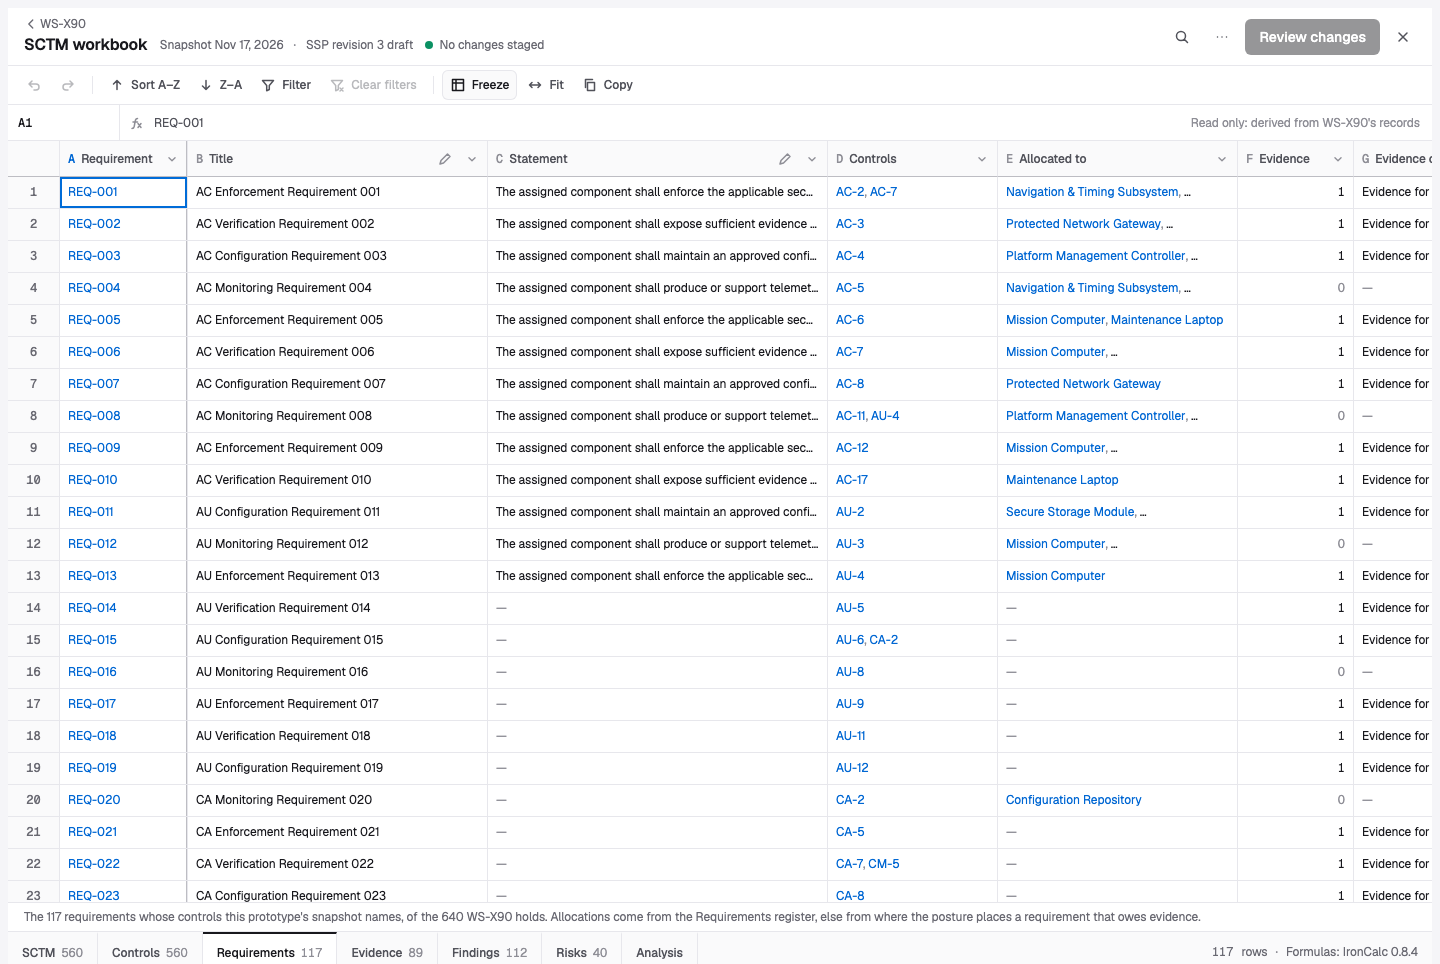 WS-X90
SCTM workbook Snapshot Nov 17, 2026 · SSP revision 3 draft No changes staged
··· Review changes
Sort A–Z Z–A Filter Clear filters Freeze Fit Copy
A1 fx REQ-001 Read only: derived from WS-X90's records
A Requirement B Title C Statement D Controls E Allocated to F Evidence G Evidence
1 REQ-001 AC Enforcement Requirement 001 The assigned component shall enforce the applicable sec… AC-2, AC-7 Navigation & Timing Subsystem, … 1 Evidence for
2 REQ-002 AC Verification Requirement 002 The assigned component shall expose sufficient evidence … AC-3 Protected Network Gateway, … 1 Evidence for
3 REQ-003 AC Configuration Requirement 003 The assigned component shall maintain an approved confi… AC-4 Platform Management Controller, … 1 Evidence for
4 REQ-004 AC Monitoring Requirement 004 The assigned component shall produce or support telemet… AC-5 Navigation & Timing Subsystem, … 0 —
5 REQ-005 AC Enforcement Requirement 005 The assigned component shall enforce the applicable sec… AC-6 Mission Computer, Maintenance Laptop 1 Evidence for
6 REQ-006 AC Verification Requirement 006 The assigned component shall expose sufficient evidence … AC-7 Mission Computer, … 1 Evidence for
7 REQ-007 AC Configuration Requirement 007 The assigned component shall maintain an approved confi… AC-8 Protected Network Gateway 1 Evidence for
8 REQ-008 AC Monitoring Requirement 008 The assigned component shall produce or support telemet… AC-11, AU-4 Platform Management Controller, … 0 —
9 REQ-009 AC Enforcement Requirement 009 The assigned component shall enforce the applicable sec… AC-12 Mission Computer, … 1 Evidence for
10 REQ-010 AC Verification Requirement 010 The assigned component shall expose sufficient evidence … AC-17 Maintenance Laptop 1 Evidence for
11 REQ-011 AU Configuration Requirement 011 The assigned component shall maintain an approved confi… AU-2 Secure Storage Module, … 1 Evidence for
12 REQ-012 AU Monitoring Requirement 012 The assigned component shall produce or support telemet… AU-3 Mission Computer, … 0 —
13 REQ-013 AU Enforcement Requirement 013 The assigned component shall enforce the applicable sec… AU-4 Mission Computer 1 Evidence for
14 REQ-014 AU Verification Requirement 014 — AU-5 — 1 Evidence for
15 REQ-015 AU Configuration Requirement 015 — AU-6, CA-2 — 1 Evidence for
16 REQ-016 AU Monitoring Requirement 016 — AU-8 — 0 —
17 REQ-017 AU Enforcement Requirement 017 — AU-9 — 1 Evidence for
18 REQ-018 AU Verification Requirement 018 — AU-11 — 1 Evidence for
19 REQ-019 AU Configuration Requirement 019 — AU-12 — 1 Evidence for
20 REQ-020 CA Monitoring Requirement 020 — CA-2 Configuration Repository 0 —
21 REQ-021 CA Enforcement Requirement 021 — CA-5 — 1 Evidence for
22 REQ-022 CA Verification Requirement 022 — CA-7, CM-5 — 1 Evidence for
23 REQ-023 CA Configuration Requirement 023 — CA-8 — 1 Evidence for
The 117 requirements whose controls this prototype's snapshot names, of the 640 WS-X90 holds. Allocations come from the Requirements register, else from where the posture places a requirement that owes evidence.
SCTM 560 Controls 560 Requirements 117 Evidence 89 Findings 112 Risks 40 Analysis 117 rows · Formulas: IronCalc 0.8.4